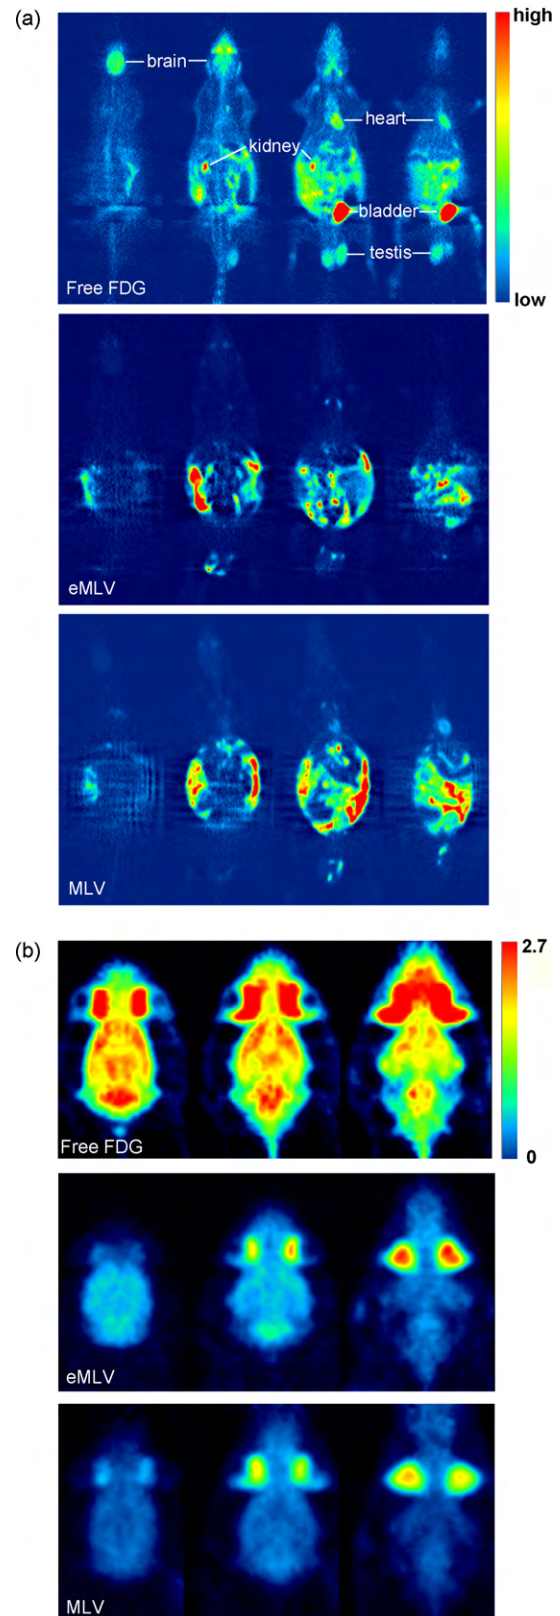 (a)
high
brain
heart
kidney
bladder
testis
low
Free FDG
eMLV
MLV
(b)
2.7
Free FDG
0
eMLV
MLV